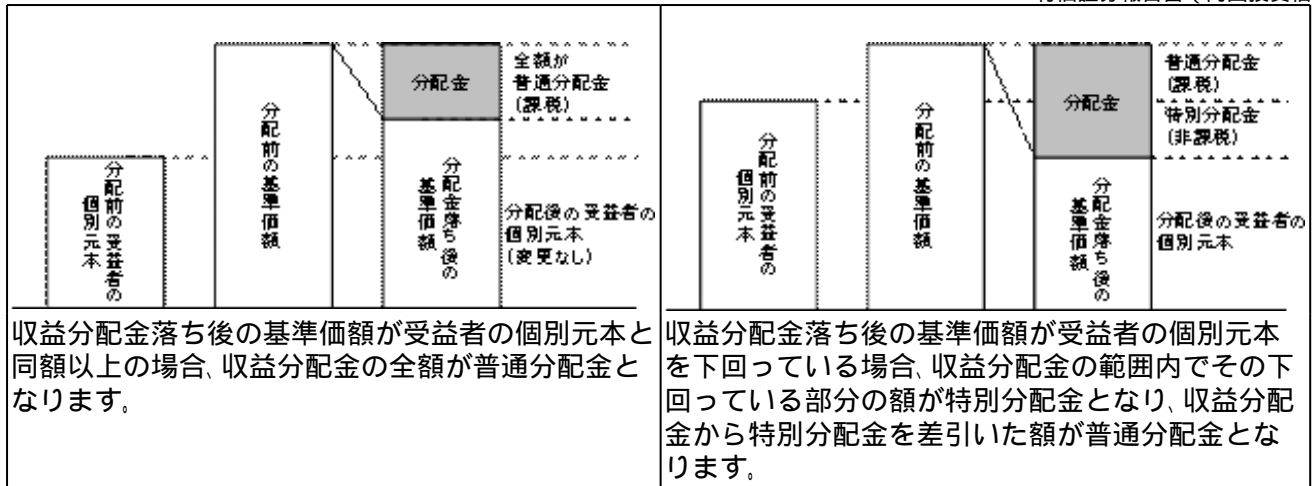 分配前の受益者の
個別元本
分配前の基準価額
分配金
分配金落ち後の
基準価額
全額が
普通分配金
(課税)
分配後の受益者の
個別元本
(変更なし)
収益分配金落ち後の基準価額が受益者の個別元本と
同額以上の場合、収益分配金の全額が普通分配金と
なります。
分配前の受益者の
個別元本
分配前の基準価額
分配金
分配金落ち後の
基準価額
普通分配金
(課税)
特別分配金
(非課税)
分配後の受益者の
個別元本
収益分配金落ち後の基準価額が受益者の個別元本
を下回っている場合、収益分配金の範囲内でその下
回っている部分の額が特別分配金となり、収益分配
金から特別分配金を差引いた額が普通分配金とな
ります。